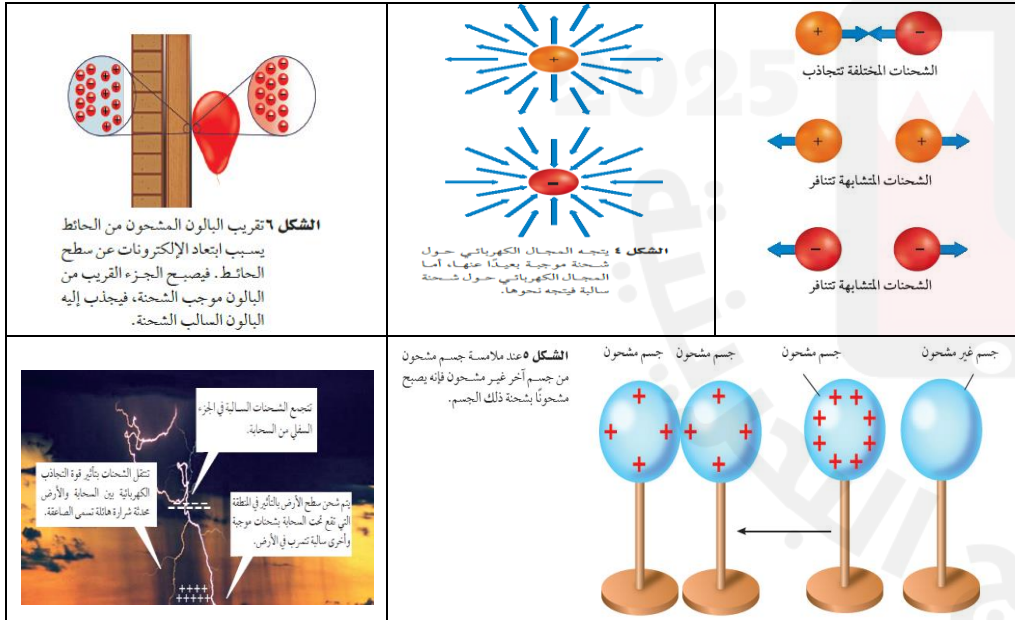 الشحنات المختلفة تتجاذب
الشحنات المتشابهة تتنافر
الشحنات المتشابهة تتنافر
2025
الشكل ٤ يتجه المجال الكهربائي حول
شحنة موجبة بعيدًا عنها، أما
المجال الكهربائي حول شحنة
سالبة فيتجه نحوها.
الشكل ٦ تقريب البالون المشحون من الحائط
يسبب ابتعاد الإلكترونات عن سطح
الحائط. فيصبح الجزء القريب من
البالون موجب الشحنة، فيجذب إليه
البالون السالب الشحنة.
جسم غير مشحون
جسم مشحون
جسم مشحون
جسم مشحون
الشكل ٥ عند ملامسة جسم مشحون
من جسم آخر غير مشحون فإنه يصبح
مشحونًا بشحنة ذلك الجسم.
تتجمع الشحنات السالبة في الجزء
السفلي من السحابة.
تنتقل الشحنات بتأثير قوة التجاذب
الكهربائية بين السحابة والأرض
محدثة شرارة هائلة تسمى الصاعقة.
يتم شحن سطح الأرض بالتأثير في المنطقة
التي تقع تحت السحابة بشحنات موجبة
وأخرى سالبة تتسرب في الأرض.